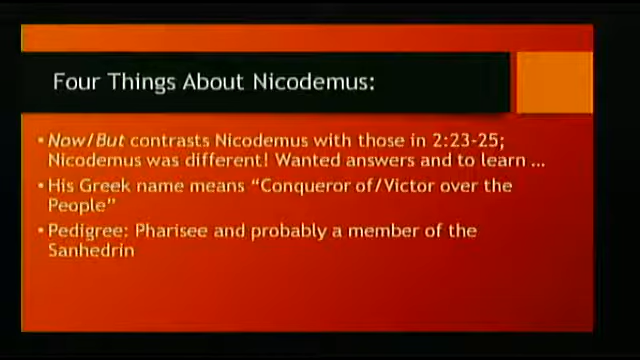 Four Things About Nicodemus:
• Now/But contrasts Nicodemus with those in 2:23-25;
Nicodemus was different! Wanted answers and to learn …
• His Greek name means “Conqueror of/Victor over the
People”
• Pedigree: Pharisee and probably a member of the
Sanhedrin